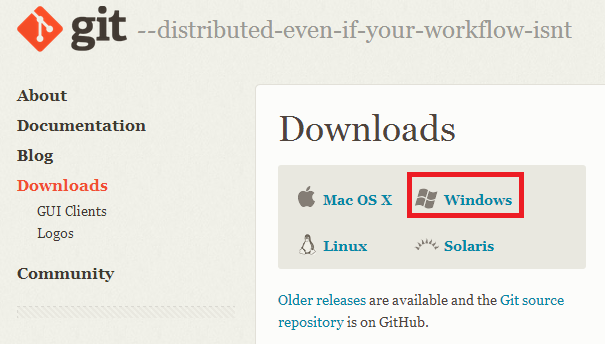 git --distributed-even-if-your-workflow-isnt
About
Documentation
Blog
Downloads
GUI Clients
Logos
Community
Downloads
Mac OS X
Windows
Linux
Solaris
Older releases are available and the Git source
repository is on GitHub.